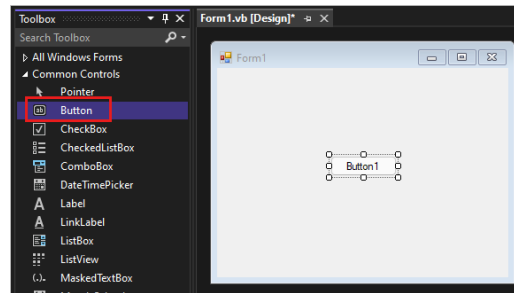 Toolbox
Form1.vb [Design]*
Search Toolbox
All Windows Forms
Common Controls
Pointer
Button
CheckBox
CheckedListBox
ComboBox
DateTimePicker
Label
LinkLabel
ListBox
ListView
MaskedTextBox
Form1
Button1